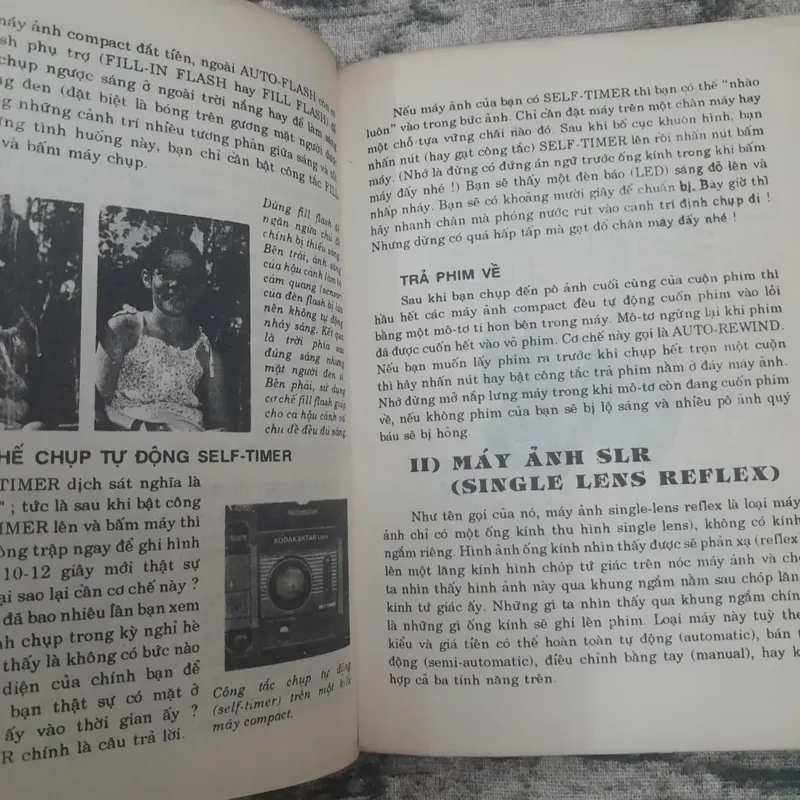 máy ảnh compact đắt tiền, ngoài AUTO-FLASH còn có
phụ trợ (FILL-IN FLASH hay FILL FLASH) để
chụp ngược sáng ở ngoài trời nắng hay để làm sáng
đen (đặt biệt là bóng trên gương mặt người được
những cảnh trí nhiều tương phản giữa sáng và tối.
tình huống này, bạn chỉ cần bật công tắc FILL
và bấm máy chụp.
Dùng fill flash để
ngăn ngừa chủ đề
chính bị thiếu sáng.
Bên trái, ánh sáng
của hậu cảnh làm bộ
cảm quang (sensor)
của đèn flash bị lừa
nên không tự động
nháy sáng. Kết quả
là trời phía sau
đúng sáng nhưng
mặt người đen sì.
Bên phải, sử dụng
cơ chế fill flash giúp
cho cả hậu cảnh có
chủ đề đều đủ sáng.
CHỤP TỰ ĐỘNG SELF-TIMER
TIMER dịch sát nghĩa là
" ; tức là sau khi bật công
TIMER lên và bấm máy thì
trập ngay để ghi hình
10-12 giây mới thật sự
sao lại cần cơ chế này ?
đã bao nhiêu lần bạn xem
chụp trong kỳ nghỉ hè
thấy là không có bức nào
diện của chính bạn để
bạn thật sự có mặt ở
ấy vào thời gian ấy ?
R chính là câu trả lời.
KODAK EKTAR
Công tắc chụp tự động
(self-timer) trên một kiểu
máy compact.
Nếu máy ảnh của bạn có SELF-TIMER thì bạn có thể “nhào
luôn” vào trong bức ảnh. Chỉ cần đặt máy trên một chân máy hay
một chỗ tựa vững chãi nào đó. Sau khi bố cục khuôn hình, bạn
nhấn nút (hay gạt công tắc) SELF-TIMER lên rồi nhấn nút bấm
máy. (Nhớ là đừng có đứng án ngữ trước ống kính trong khi bấm
máy đấy nhé !) Bạn sẽ thấy một đèn báo (LED) sáng đỏ lên và
nhấp nháy. Bạn sẽ có khoảng mười giây để chuẩn bị. Bây giờ thì
hãy nhanh chân mà phóng nước rút vào cảnh trí định chụp đi !
Nhưng dừng có quá hấp tấp mà gẹt đổ chân máy đấy nhé !
TRẢ PHIM VỀ
Sau khi bạn chụp đến pô ảnh cuối cùng của cuộn phim thì
hầu hết các máy ảnh compact đều tự động cuốn phim vào lõi
bằng một mô-tơ tí hon bên trong máy. Mô-tơ ngừng lại khi phim
đã được cuốn hết vào vỏ phim. Cơ chế này gọi là AUTO-REWIND.
Nếu bạn muốn lấy phim ra trước khi chụp hết trọn một cuộn
thì hãy nhấn nút hay bật công tắc trả phim nằm ở đáy máy ảnh.
Nhớ đừng mở nắp lưng máy trong khi mô-tơ còn đang cuốn phim
về, nếu không phim của bạn sẽ bị lộ sáng và nhiều pô ảnh quý
báu sẽ bị hỏng.
II) MÁY ẢNH SLR
(SINGLE LENS REFLEX)
Như tên gọi của nó, máy ảnh single-lens reflex là loại máy
ảnh chỉ có một ống kính thu hình single lens), không có kính
ngắm riêng. Hình ảnh ống kính nhìn thấy được sẽ phản xạ (reflex
lên một lăng kính hình chóp tứ giác trên nóc máy ảnh và cho
ta nhìn thấy hình ảnh này qua khung ngắm nằm sau chóp lăn
kính tứ giác ấy. Những gì ta nhìn thấy qua khung ngắm chín
là những gì ống kính sẽ ghi lên phim. Loại máy này tuỳ the
kiểu và giá tiền có thể hoàn toàn tự động (automatic), bán t
động (semi-automatic), điều chỉnh bằng tay (manual), hay k
hợp cả ba tính năng trên.